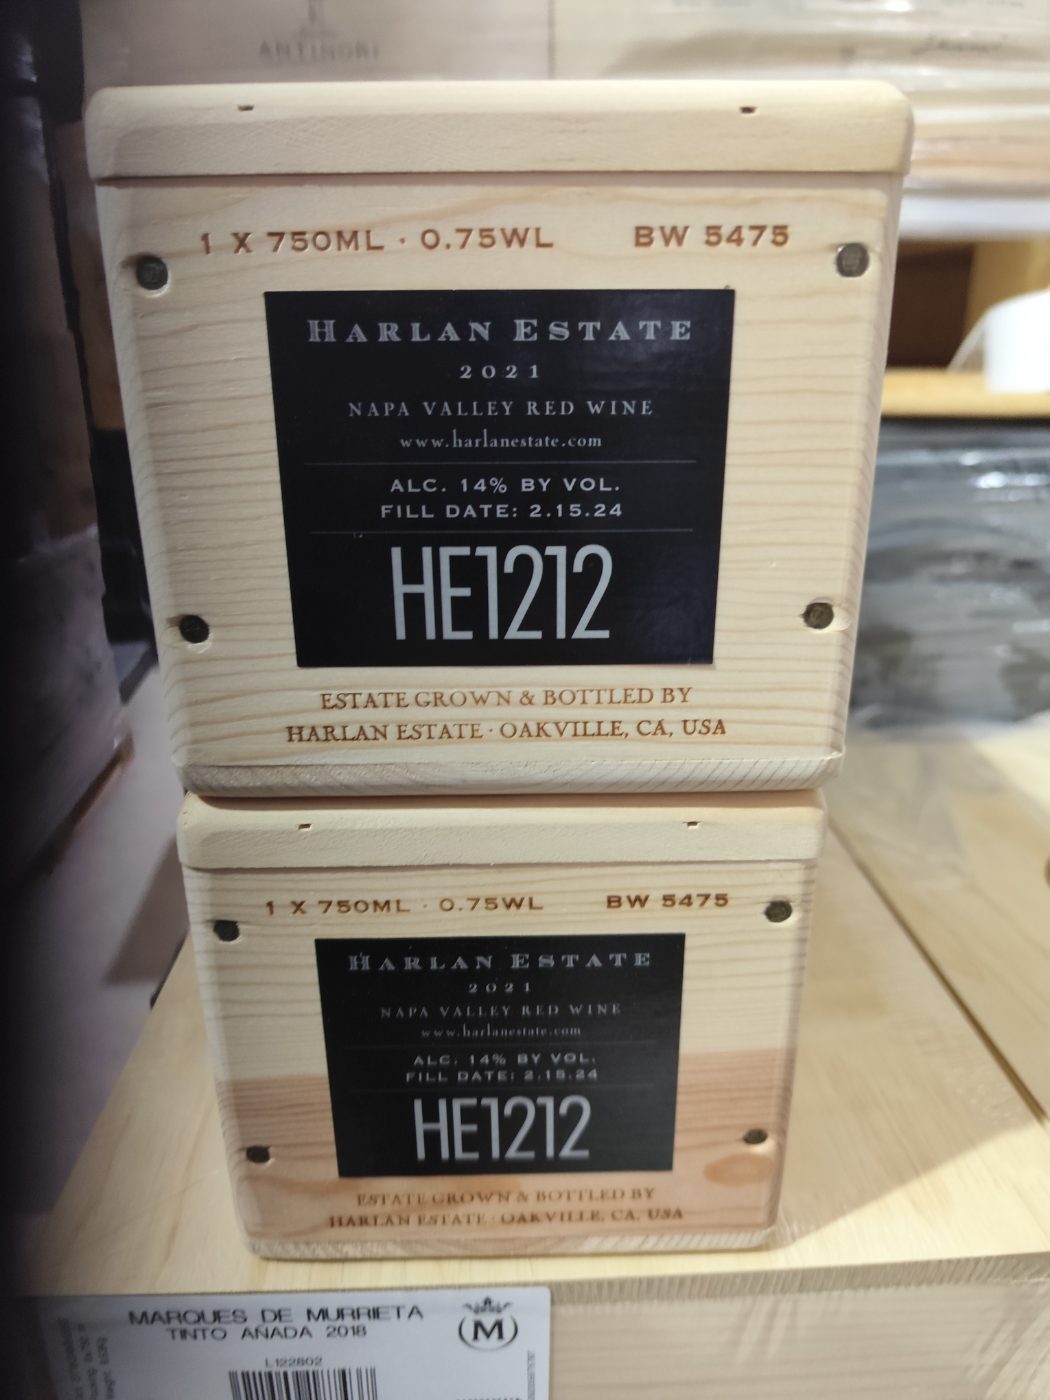 ANTINORI
1 X 750ML · 0.75WL BW 5475
HARLAN ESTATE
2021
NAPA VALLEY RED WINE
www.harlanestate.com
ALC. 14% BY VOL.
FILL DATE: 2.15.24
HE1212
ESTATE GROWN & BOTTLED BY
HARLAN ESTATE · OAKVILLE, CA, USA
1 X 750ML · 0.75WL BW 5475
HARLAN ESTATE
2021
NAPA VALLEY RED WINE
www.harlanestate.com
ALC. 14% BY VOL.
FILL DATE: 2.15.24
HE1212
ESTATE GROWN & BOTTLED BY
HARLAN ESTATE · OAKVILLE, CA, USA
MARQUES DE MURRIETA
TINTO AÑADA 2018
M
L122802